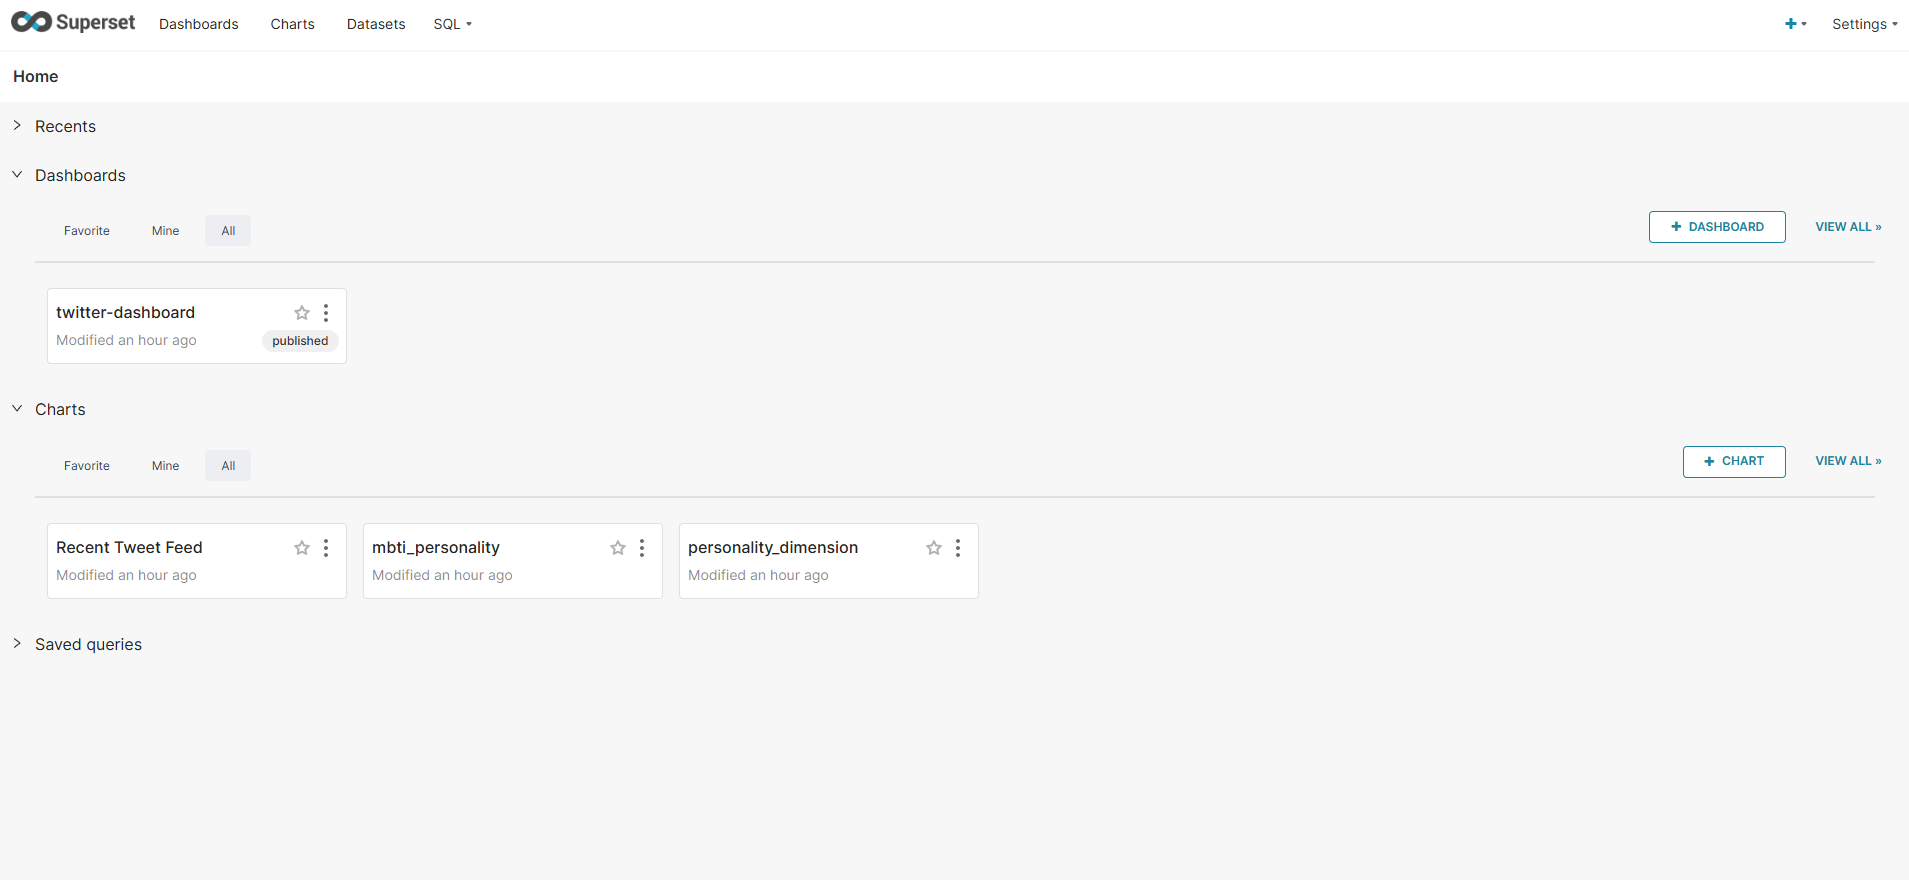 Superset Dashboards Charts Datasets SQL + Settings
Home
Recents
Dashboards
Favorite Mine All + DASHBOARD VIEW ALL »
twitter-dashboard
Modified an hour ago published
Charts
Favorite Mine All + CHART VIEW ALL »
Recent Tweet Feed mbti_personality personality_dimension
Modified an hour ago Modified an hour ago Modified an hour ago
Saved queries